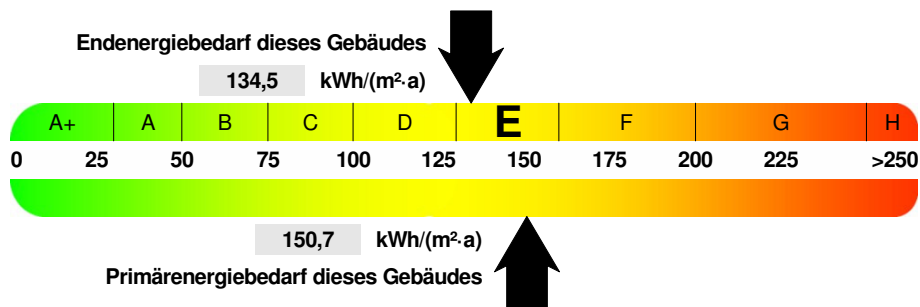 Endenergiebedarf dieses Gebäudes
134,5 kWh/(m²·a)
A+ A B C D E F G H
0 25 50 75 100 125 150 175 200 225 >250
150,7 kWh/(m²·a)
Primärenergiebedarf dieses Gebäudes